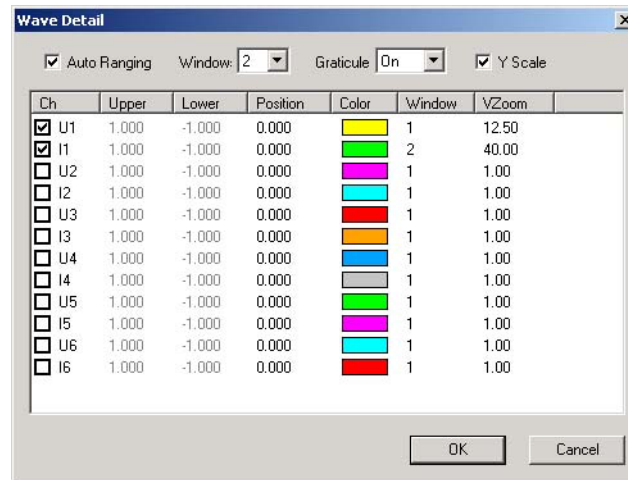 Wave Detail
Auto Ranging Window: 2 Graticule On Y Scale
Ch Upper Lower Position Color Window VZoom
U1 1.000 -1.000 0.000 1 12.50
I1 1.000 -1.000 0.000 2 40.00
U2 1.000 -1.000 0.000 1 1.00
I2 1.000 -1.000 0.000 1 1.00
U3 1.000 -1.000 0.000 1 1.00
I3 1.000 -1.000 0.000 1 1.00
U4 1.000 -1.000 0.000 1 1.00
I4 1.000 -1.000 0.000 1 1.00
U5 1.000 -1.000 0.000 1 1.00
I5 1.000 -1.000 0.000 1 1.00
U6 1.000 -1.000 0.000 1 1.00
I6 1.000 -1.000 0.000 1 1.00
OK Cancel